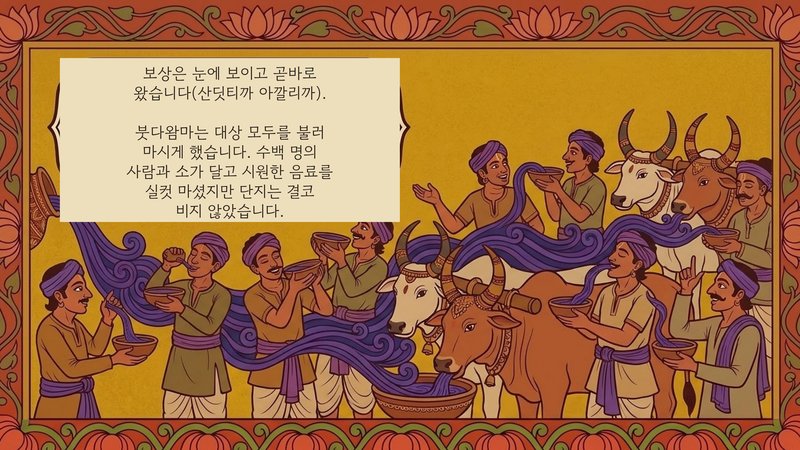 보상은 눈에 보이고 곧바로
왔습니다(산딧티까 아깔리까).
붓다왐마는 대상 모두를 불러
마시게 했습니다. 수백 명의
사람과 소가 달고 시원한 음료를
실컷 마셨지만 단지는 결코
비지 않았습니다.